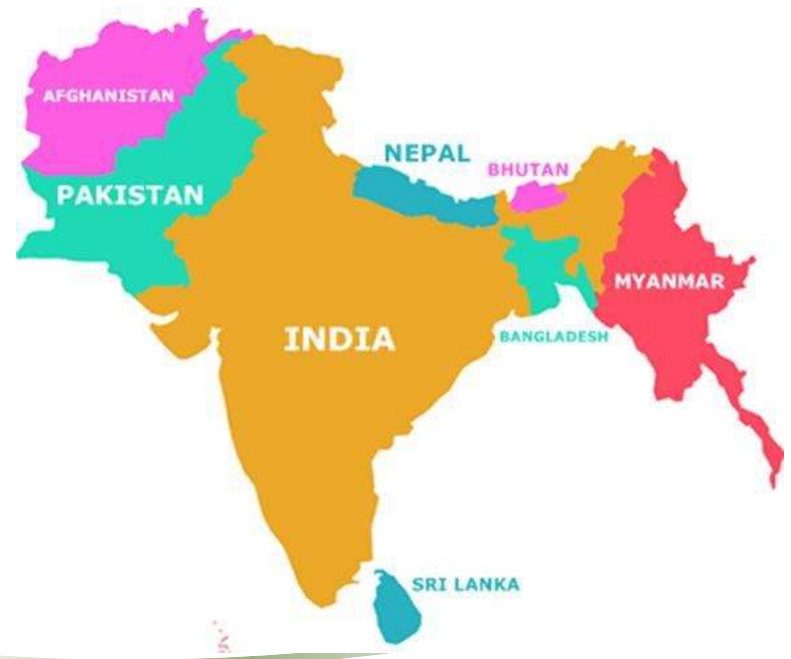 AFGHANISTAN
NEPAL
BHUTAN
PAKISTAN
MYANMAR
INDIA
BANGLADESH
SRI LANKA